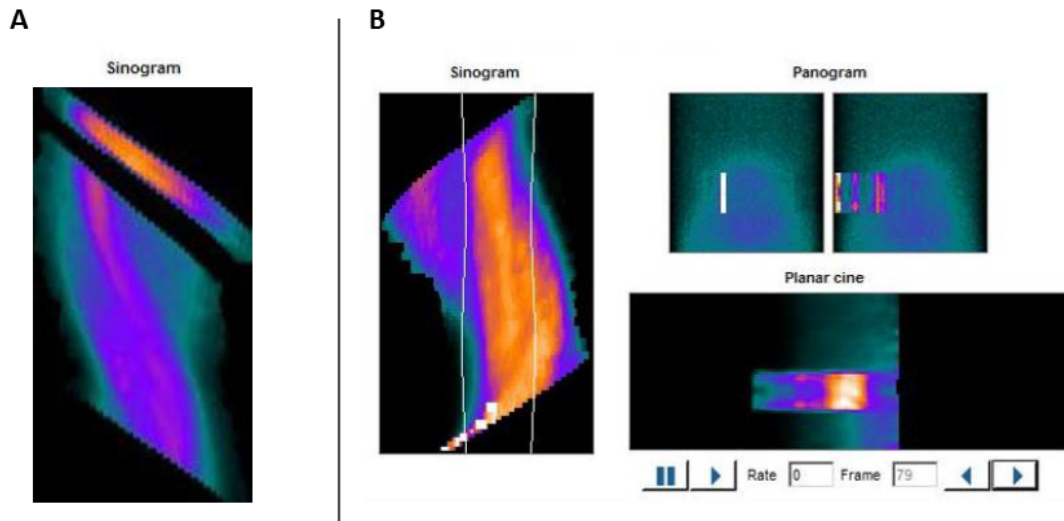 A
Sinogram
B
Sinogram
Panogram
Planar cine
Rate 0 Frame 79